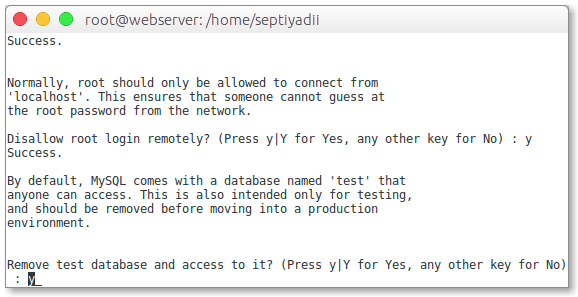 root@webserver: /home/septiyadii
Success.
Normally, root should only be allowed to connect from
'localhost'. This ensures that someone cannot guess at
the root password from the network.
Disallow root login remotely? (Press y|Y for Yes, any other key for No) : y
Success.
By default, MySQL comes with a database named 'test' that
anyone can access. This is also intended only for testing,
and should be removed before moving into a production
environment.
Remove test database and access to it? (Press y|Y for Yes, any other key for No)
 : y